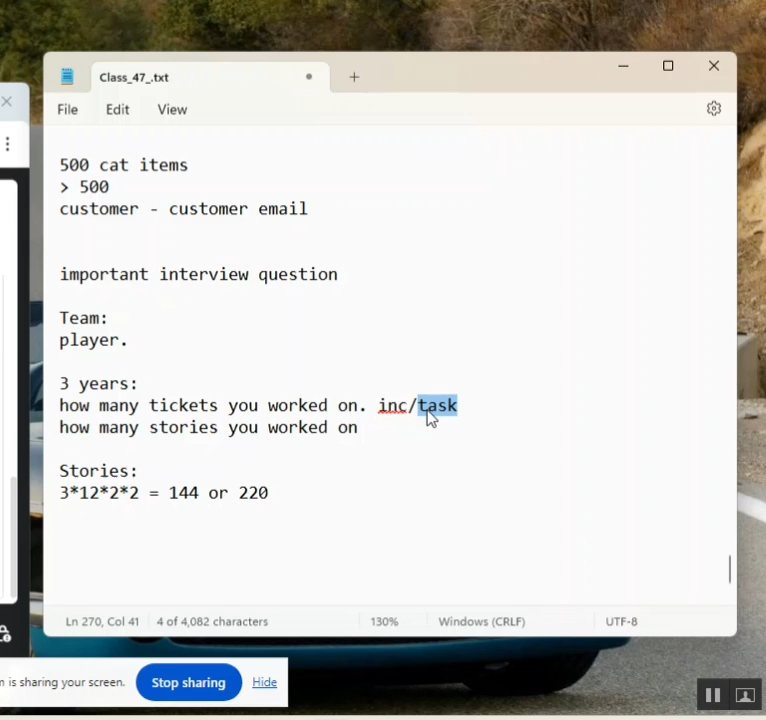 Class_47_.txt
File Edit View
500 cat items
> 500
customer - customer email
important interview question
Team:
player.
3 years:
how many tickets you worked on. inc/task
how many stories you worked on
Stories:
3*12*2*2 = 144 or 220
Ln 270, Col 41 4 of 4,082 characters 130% Windows (CRLF) UTF-8
is sharing your screen. Stop sharing Hide